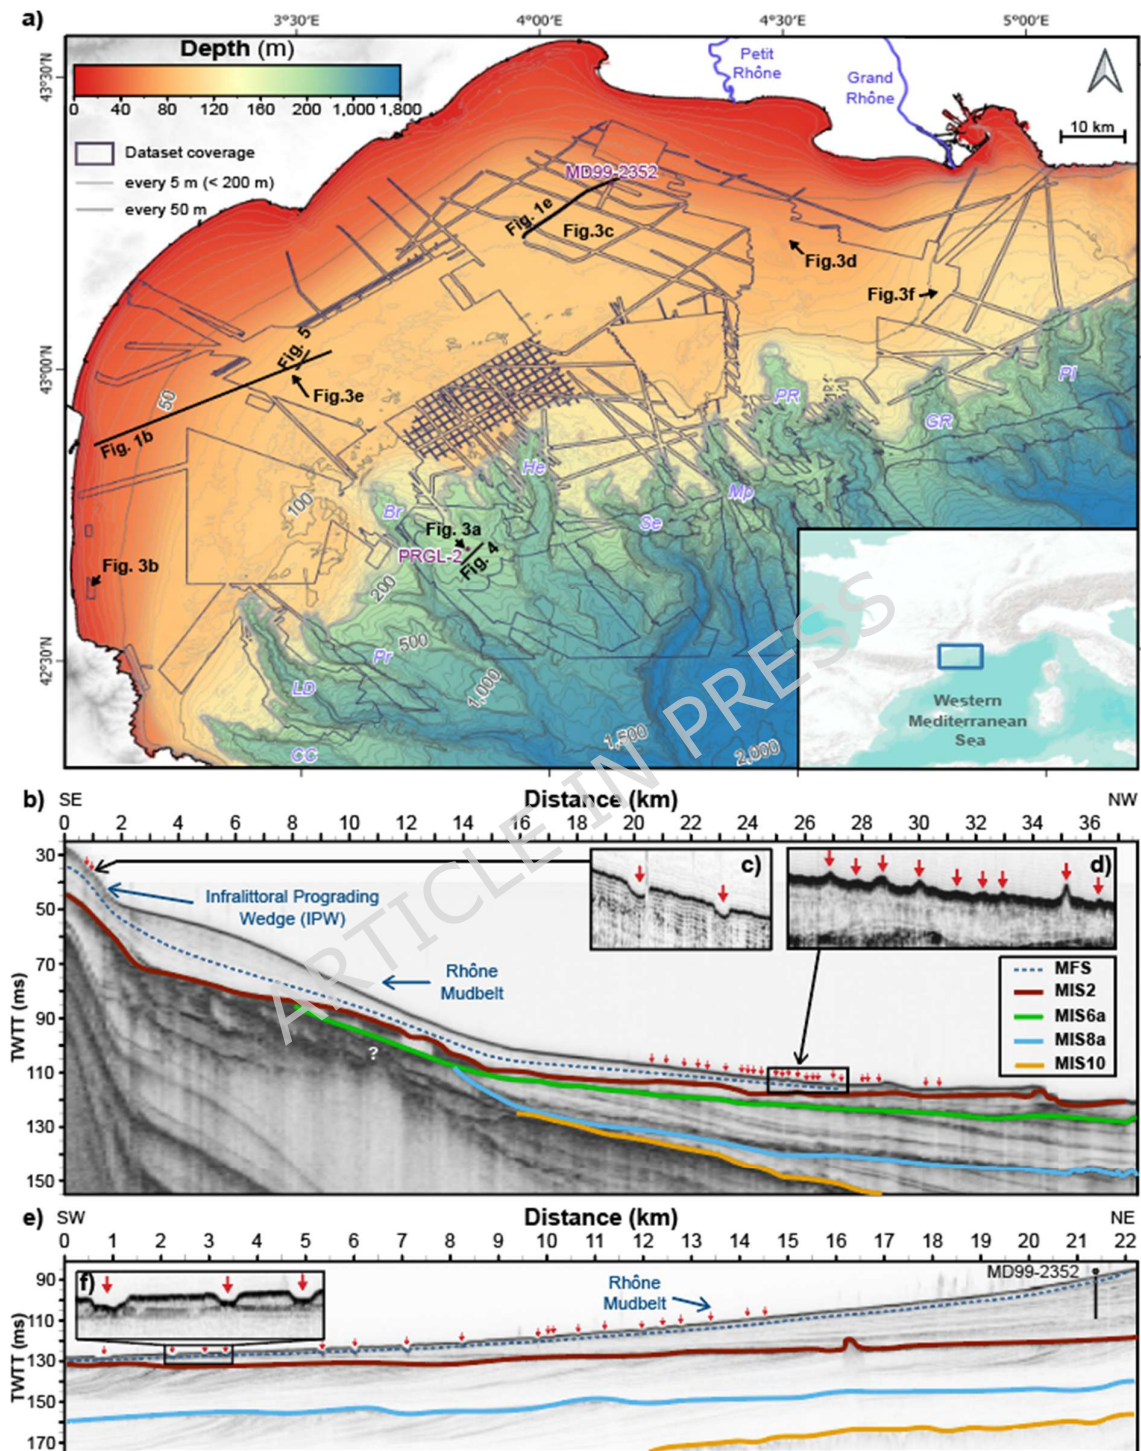 a)
3°30'E 4°00'E 4°30'E 5°00'E
43°30'N
43°00'N
42°30'N
Depth (m)
0 40 80 120 160 200 1,000 1,800
Dataset coverage
every 5 m (< 200 m)
every 50 m
Petit
Rhône
Grand
Rhône
10 km
MD99-2352
Fig. 1e
Fig.3c
Fig.3d
Fig.3f
Fig. 5
Fig.3e
Fig. 1b
50
100
Fig. 3b
Fig. 3a
PRGL-2
Fig. 4
200
500
1,000
1,500
2,000
PI
PR
GR
He
Mp
Se
Br
Pr
LD
CC
Western
Mediterranean
Sea
ARTICLE IN PRESS
b) SE Distance (km) NW
0 2 4 6 8 10 12 14 16 18 20 22 24 26 28 30 32 34 36
TWTT (ms)
30
50
70
90
110
130
150
Infralittoral Prograding
Wedge (IPW)
Rhône
Mudbelt
?
c)
d)
MFS
MIS2
MIS6a
MIS8a
MIS10
e) SW Distance (km) NE
0 1 2 3 4 5 6 7 8 9 10 11 12 13 14 15 16 17 18 19 20 21 22
TWTT (ms)
90
110
130
150
170
f)
Rhône
Mudbelt
MD99-2352